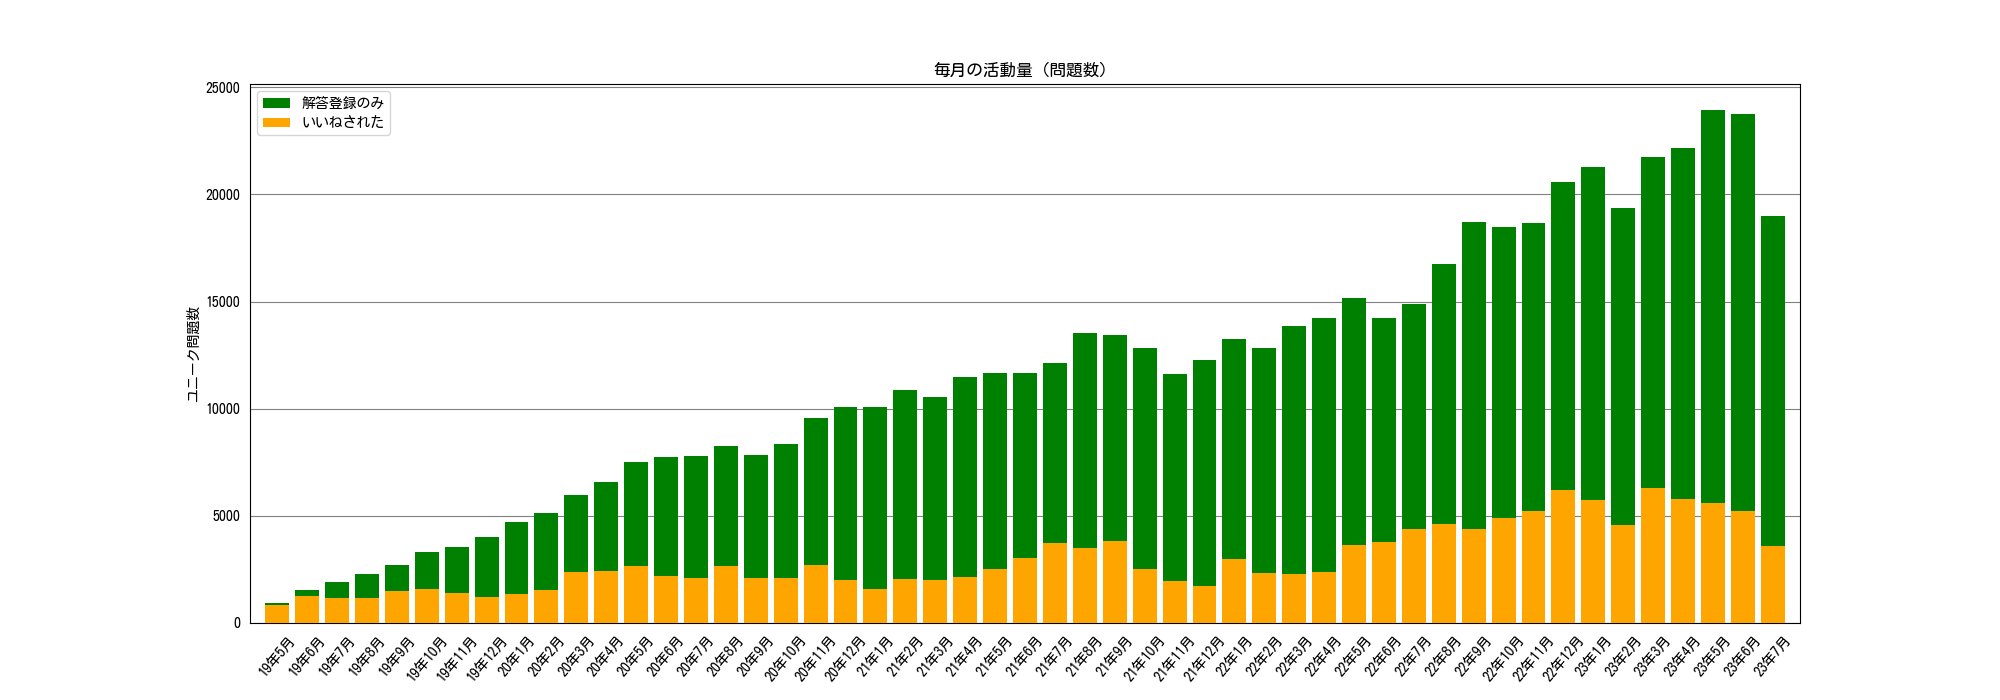 毎月の活動量（問題数）
25000
20000
15000
10000
5000
0
ユニーク問題数
解答登録のみ
いいねされた
19年5月
19年6月
19年7月
19年8月
19年9月
19年10月
19年11月
19年12月
20年1月
20年2月
20年3月
20年4月
20年5月
20年6月
20年7月
20年8月
20年9月
20年10月
20年11月
20年12月
21年1月
21年2月
21年3月
21年4月
21年5月
21年6月
21年7月
21年8月
21年9月
21年10月
21年11月
21年12月
22年1月
22年2月
22年3月
22年4月
22年5月
22年6月
22年7月
22年8月
22年9月
22年10月
22年11月
22年12月
23年1月
23年2月
23年3月
23年4月
23年5月
23年6月
23年7月